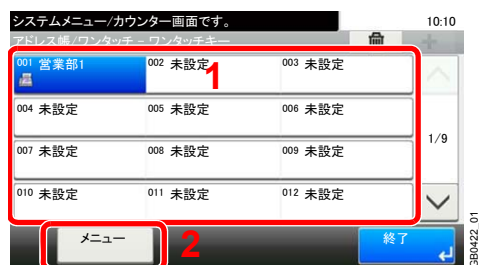 システムメニュー/カウンター画面です。 10:10
アドレス帳/ワンタッチ - ワンタッチキー
001 営業部1 002 未設定 003 未設定
1
004 未設定 005 未設定 006 未設定
1/9
007 未設定 008 未設定 009 未設定
010 未設定 011 未設定 012 未設定
メニュー 2 終了
GB0422_01